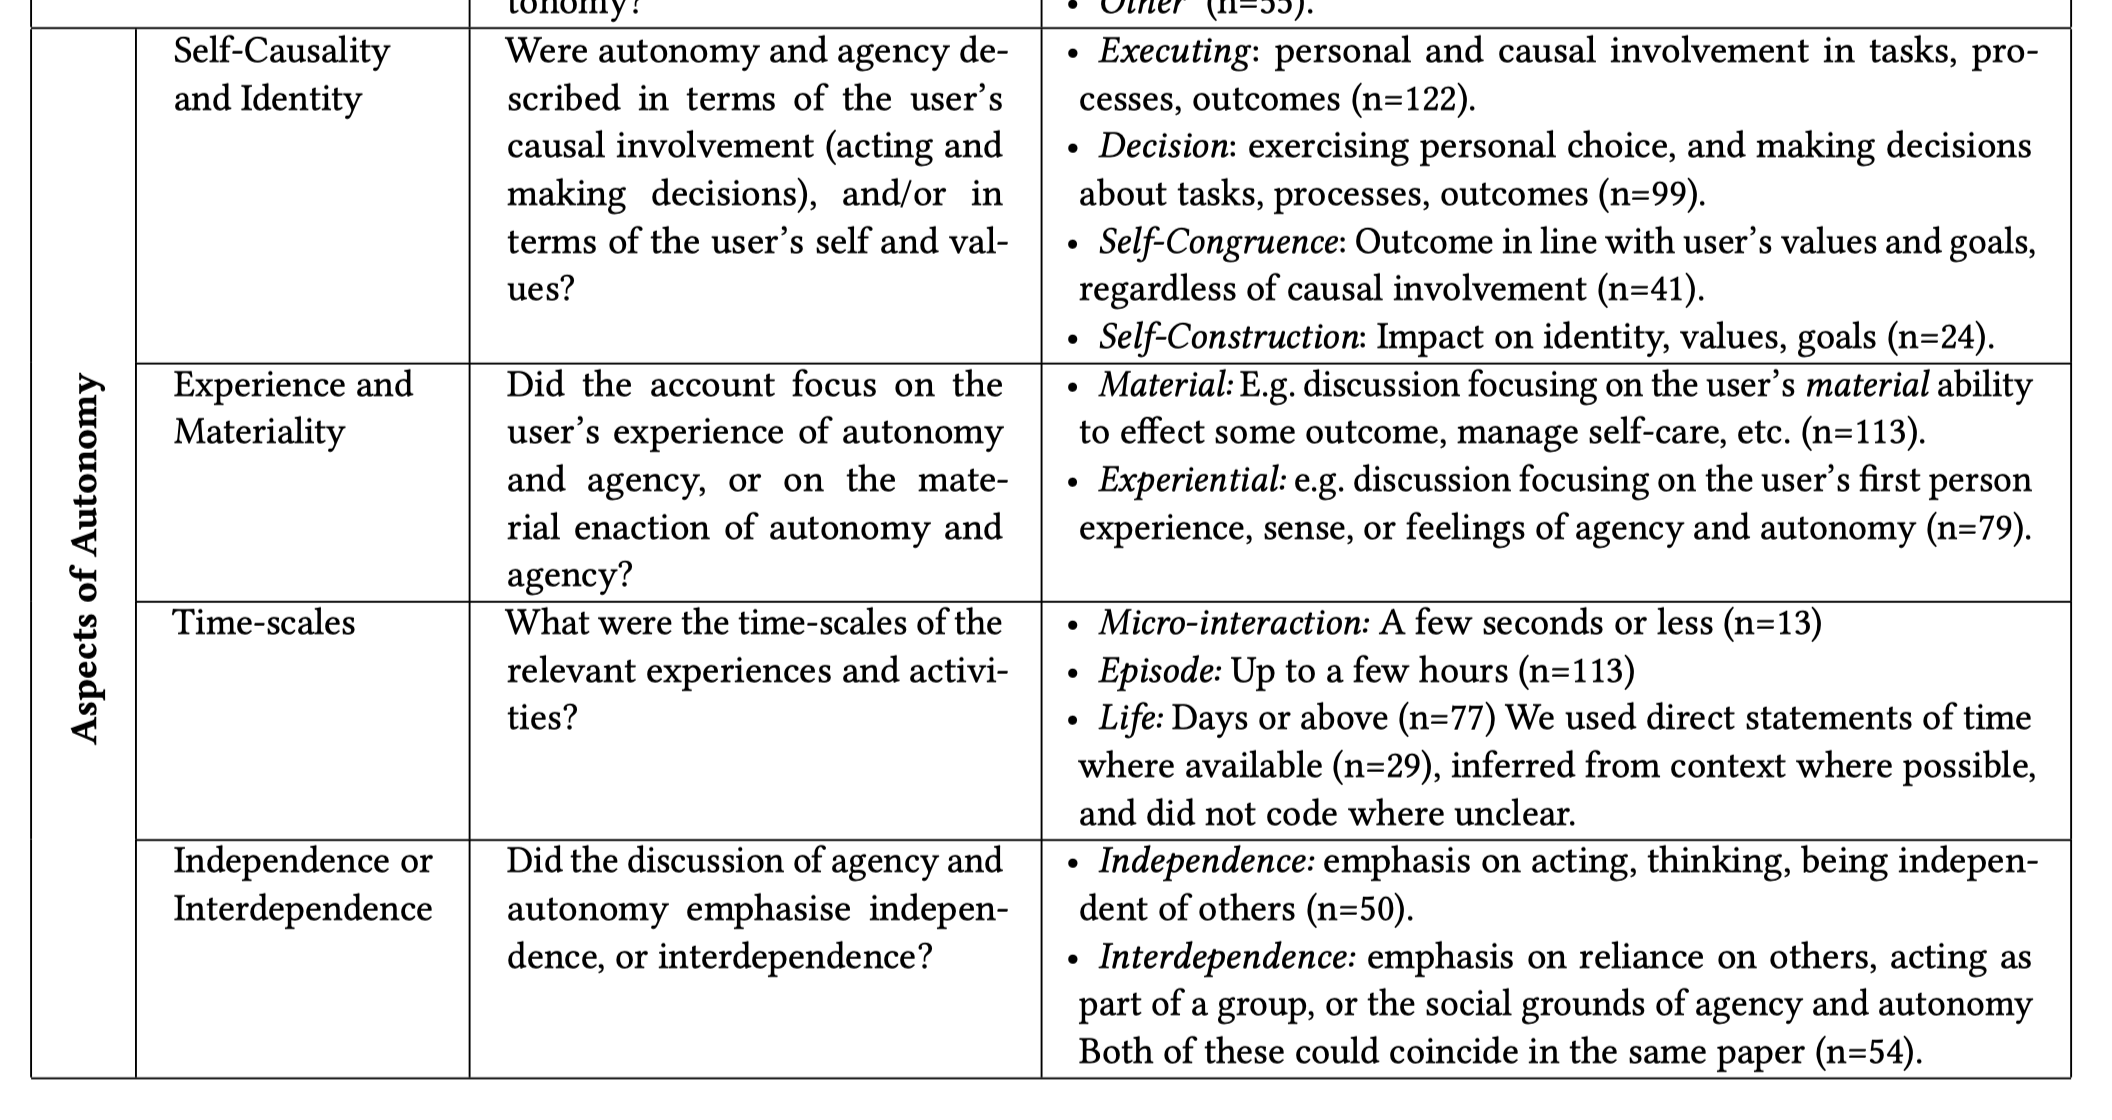 tonomy?
• Other (n=55).
Aspects of Autonomy
Self-Causality
and Identity
Were autonomy and agency de-
scribed in terms of the user's
causal involvement (acting and
making decisions), and/or in
terms of the user's self and val-
ues?
• Executing: personal and causal involvement in tasks, pro-
cesses, outcomes (n=122).
• Decision: exercising personal choice, and making decisions
about tasks, processes, outcomes (n=99).
• Self-Congruence: Outcome in line with user's values and goals,
regardless of causal involvement (n=41).
• Self-Construction: Impact on identity, values, goals (n=24).
Experience and
Materiality
Did the account focus on the
user's experience of autonomy
and agency, or on the mate-
rial enaction of autonomy and
agency?
• Material: E.g. discussion focusing on the user's material ability
to effect some outcome, manage self-care, etc. (n=113).
• Experiential: e.g. discussion focusing on the user's first person
experience, sense, or feelings of agency and autonomy (n=79).
Time-scales
What were the time-scales of the
relevant experiences and activi-
ties?
• Micro-interaction: A few seconds or less (n=13)
• Episode: Up to a few hours (n=113)
• Life: Days or above (n=77) We used direct statements of time
where available (n=29), inferred from context where possible,
and did not code where unclear.
Independence or
Interdependence
Did the discussion of agency and
autonomy emphasise indepen-
dence, or interdependence?
• Independence: emphasis on acting, thinking, being indepen-
dent of others (n=50).
• Interdependence: emphasis on reliance on others, acting as
part of a group, or the social grounds of agency and autonomy
Both of these could coincide in the same paper (n=54).